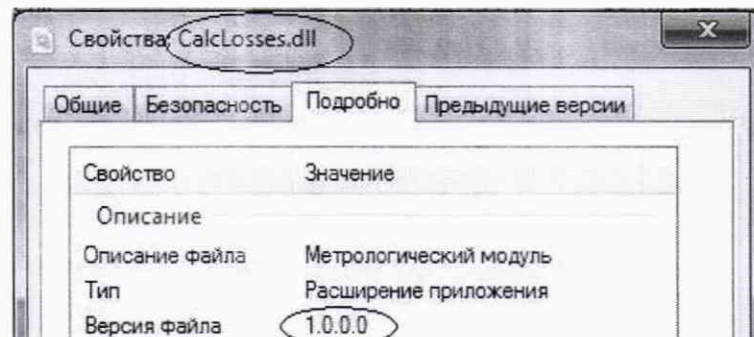 Свойства: CalcLosses.dll
Общие Безопасность Подробно Предыдущие версии
Свойство Значение
Описание
Описание файла Метрологический модуль
Тип Расширение приложения
Версия файла 1.0.0.0